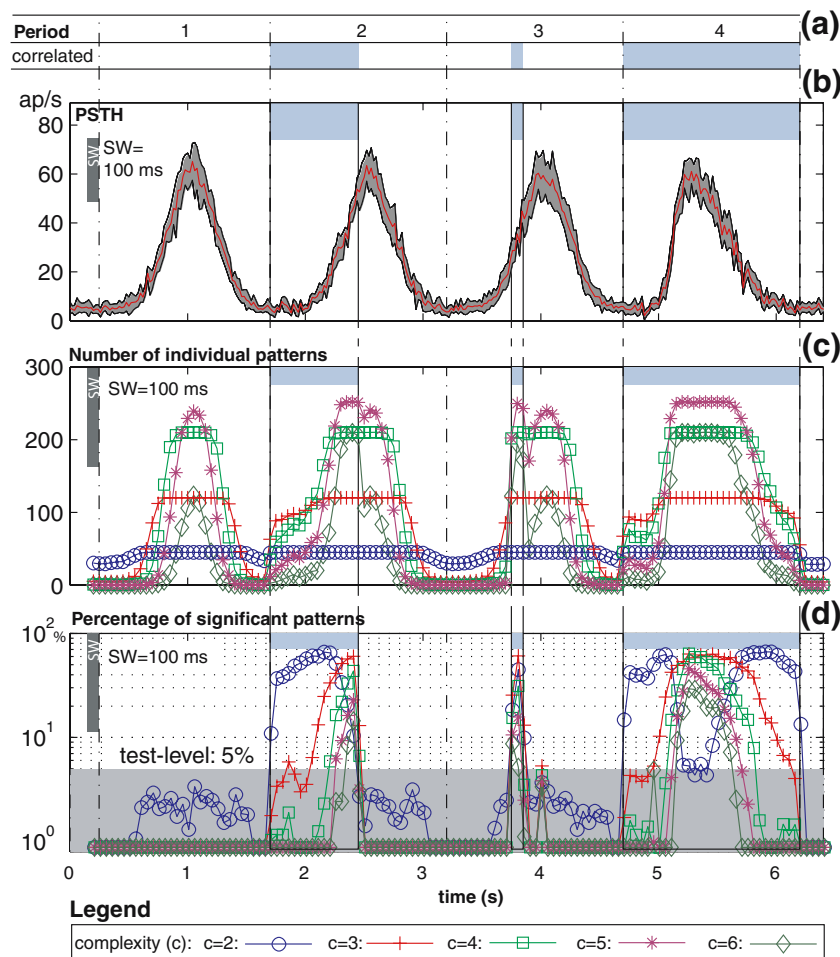 Period 1 2 3 4 (a)
correlated
(b)
ap/s
PSTH
80
60
40
20
0
SW
SW=
100 ms
(c)
Number of individual patterns
300
200
100
0
SW
SW=100 ms
(d)
Percentage of significant patterns
10² %
10¹
10⁰
SW
SW=100 ms
test-level: 5%
0 1 2 3 4 5 6
time (s)
Legend
complexity (c): c=2: c=3: c=4: c=5: c=6: